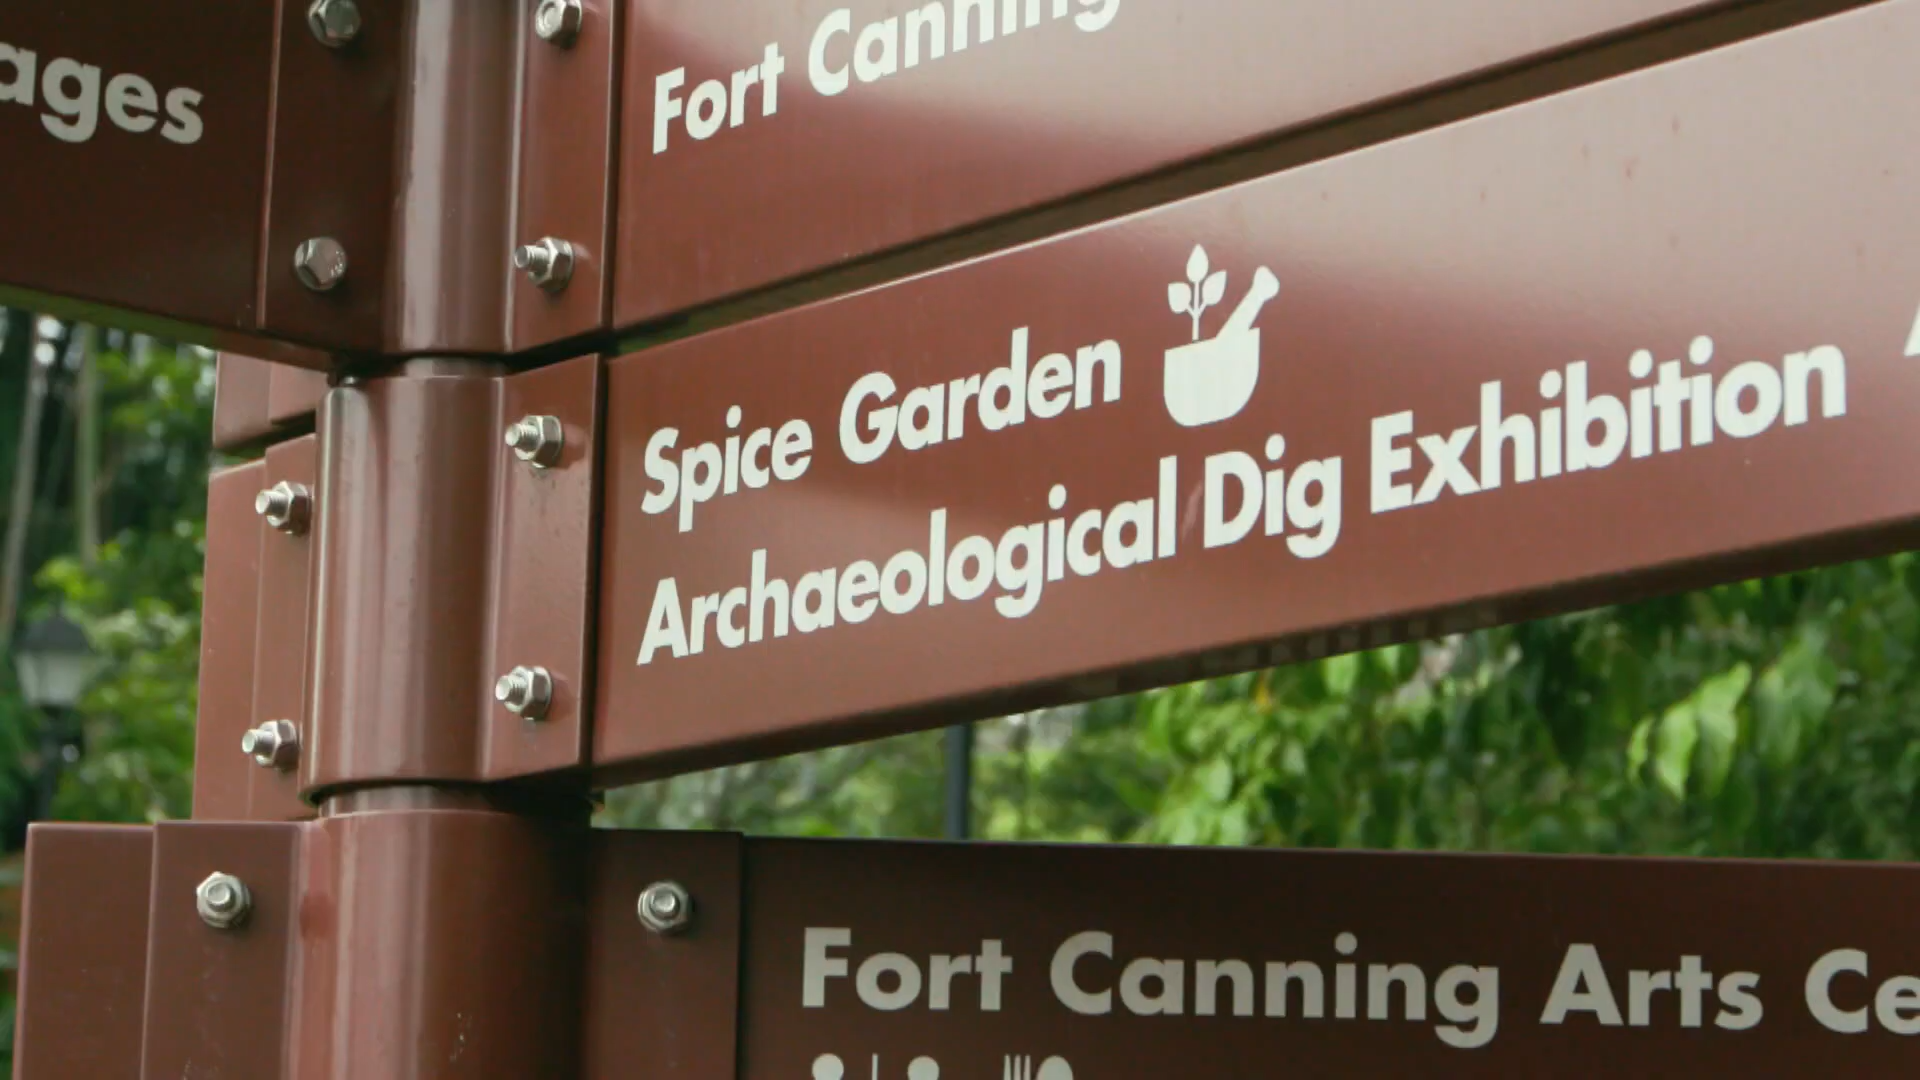 ages
Fort Canning
Spice Garden
Archaeological Dig Exhibition
Fort Canning Arts Ce